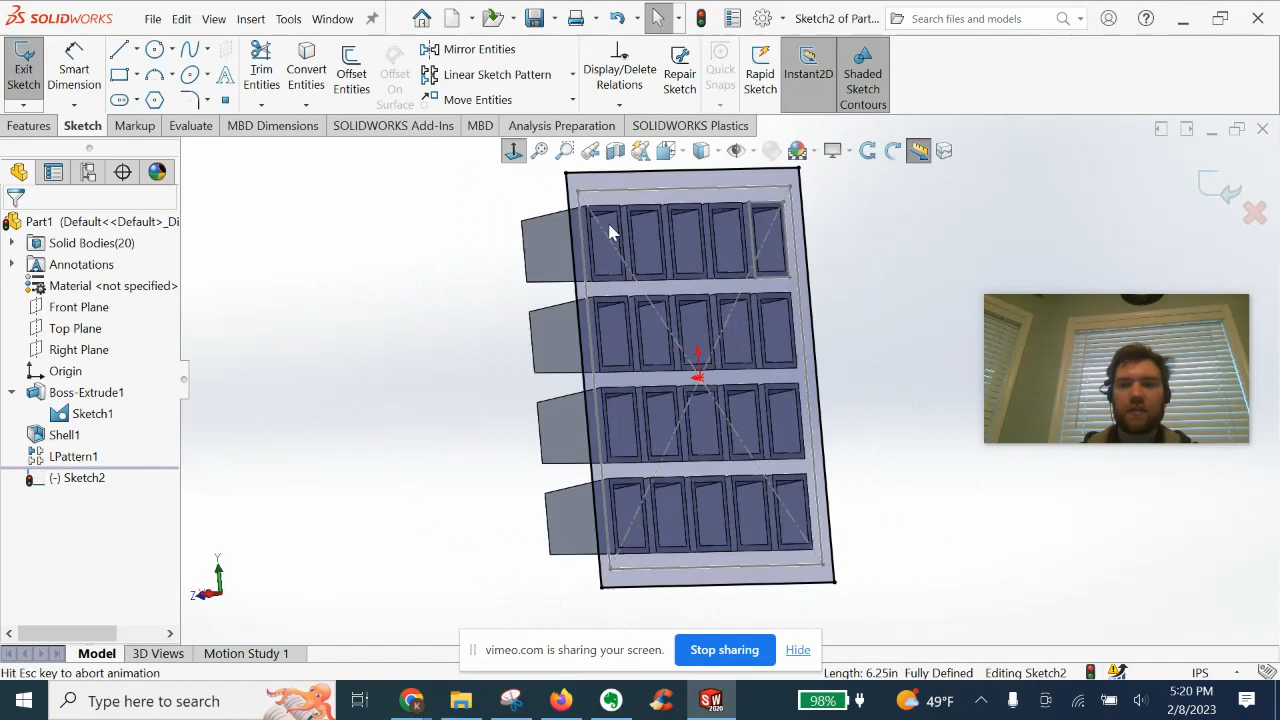 SOLIDWORKS File Edit View Insert Tools Window Sketch2 of Part... Search files and models
Exit Sketch Smart Dimension Trim Entities Convert Entities Offset Entities Offset On Surface Mirror Entities Linear Sketch Pattern Move Entities Display/Delete Relations Repair Sketch Quick Snaps Rapid Sketch Instant2D Shaded Sketch Contours
Features Sketch Markup Evaluate MBD Dimensions SOLIDWORKS Add-Ins MBD Analysis Preparation SOLIDWORKS Plastics
Part1 (Default<<Default>_Di
Solid Bodies(20)
Annotations
Material <not specified>
Front Plane
Top Plane
Right Plane
Origin
Boss-Extrude1
Sketch1
Shell1
LPattern1
(-) Sketch2
Y
Z
vimeo.com is sharing your screen. Stop sharing Hide
Model 3D Views Motion Study 1
Hit Esc key to abort animation Length: 6.25in Fully Defined Editing Sketch2 IPS
Type here to search SW 2020 98% 49°F 5:20 PM
2/8/2023